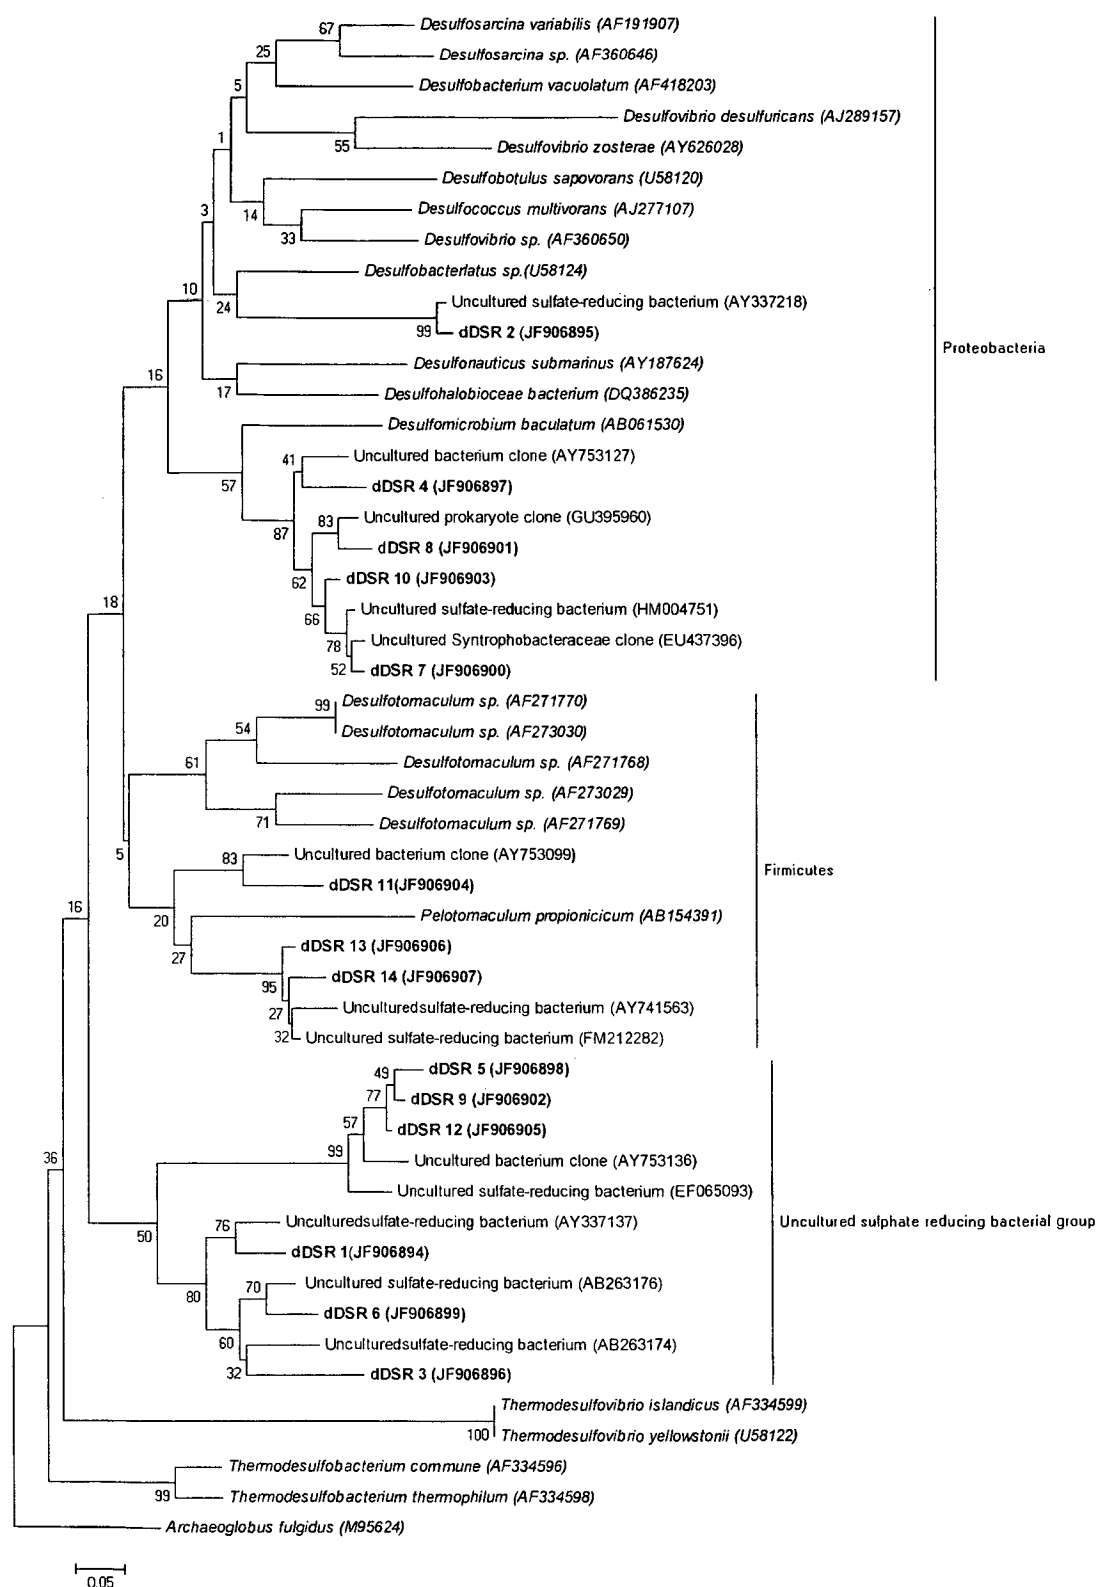 Desulfosarcina variabilis (AF191907)
67
Desulfosarcina sp. (AF360646)
25
Desulfobacterium vacuolatum (AF418203)
5
Desulfovibrio desulfuricans (AJ289157)
1
55
Desulfovibrio zosterae (AY626028)
Desulfobotulus sapovorans (U58120)
14
Desulfococcus multivorans (AJ277107)
3
33
Desulfovibrio sp. (AF360650)
Desulfobacterlatus sp.(U58124)
10
24
Uncultured sulfate-reducing bacterium (AY337218)
99
dDSR 2 (JF906895)
Proteobacteria
Desulfonauticus submarinus (AY187624)
16
17
Desulfohalobioceae bacterium (DQ386235)
Desulfomicrobium baculatum (AB061530)
41
Uncultured bacterium clone (AY753127)
57
dDSR 4 (JF906897)
83
Uncultured prokaryote clone (GU395960)
87
dDSR 8 (JF906901)
62
dDSR 10 (JF906903)
18
66
Uncultured sulfate-reducing bacterium (HM004751)
78
Uncultured Syntrophobacteraceae clone (EU437396)
52
dDSR 7 (JF906900)
99
Desulfotomaculum sp. (AF271770)
54
Desulfotomaculum sp. (AF273030)
61
Desulfotomaculum sp. (AF271768)
Desulfotomaculum sp. (AF273029)
71
Desulfotomaculum sp. (AF271769)
5
83
Uncultured bacterium clone (AY753099)
Firmicutes
dDSR 11(JF906904)
16
20
Pelotomaculum propionicicum (AB154391)
27
dDSR 13 (JF906906)
95
dDSR 14 (JF906907)
27
Unculturedsulfate-reducing bacterium (AY741563)
32
Uncultured sulfate-reducing bacterium (FM212282)
49
dDSR 5 (JF906898)
77
dDSR 9 (JF906902)
57
dDSR 12 (JF906905)
36
99
Uncultured bacterium clone (AY753136)
Uncultured sulfate-reducing bacterium (EF065093)
50
76
Unculturedsulfate-reducing bacterium (AY337137)
Uncultured sulphate reducing bacterial group
dDSR 1(JF906894)
80
70
Uncultured sulfate-reducing bacterium (AB263176)
dDSR 6 (JF906899)
60
Unculturedsulfate-reducing bacterium (AB263174)
32
dDSR 3 (JF906896)
Thermodesulfovibrio islandicus (AF334599)
100
Thermodesulfovibrio yellowstonii (U58122)
Thermodesulfobacterium commune (AF334596)
99
Thermodesulfobacterium thermophilum (AF334598)
Archaeoglobus fulgidus (M95624)
0.05